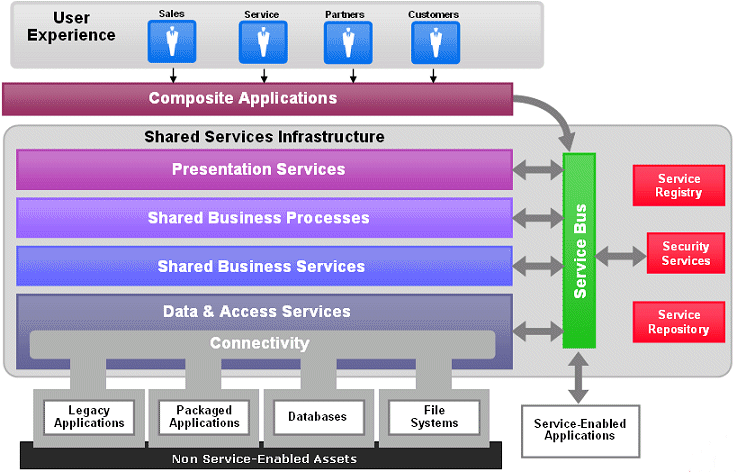 User
Experience
Sales
Service
Partners
Customers
Composite Applications
Shared Services Infrastructure
Presentation Services
Shared Business Processes
Shared Business Services
Data & Access Services
Connectivity
Service Bus
Service
Registry
Security
Services
Service
Repository
Legacy
Applications
Packaged
Applications
Databases
File
Systems
Service-Enabled
Applications
Non Service-Enabled Assets